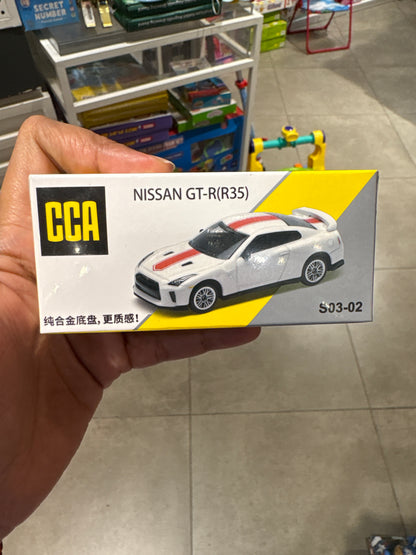 SECRET
NUMBER
CCA
NISSAN GT-R(R35)
纯合金底盘,更质感!
S03-02